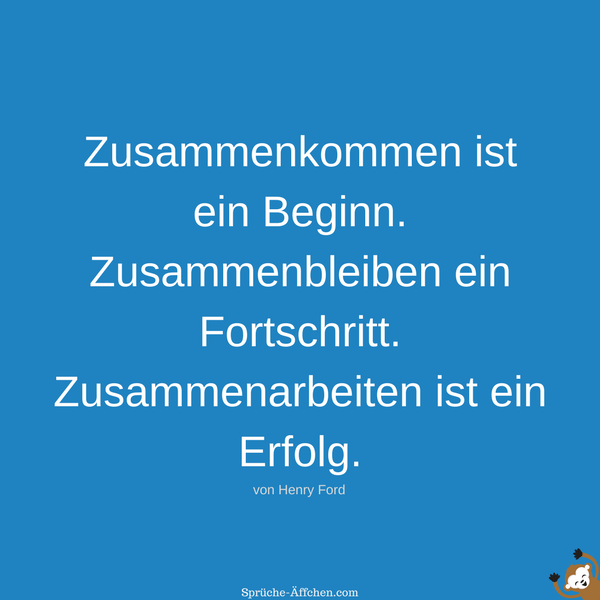 Zusammenkommen ist
ein Beginn.
Zusammenbleiben ein
Fortschritt.
Zusammenarbeiten ist ein
Erfolg.
von Henry Ford
Sprüche-Äffchen.com